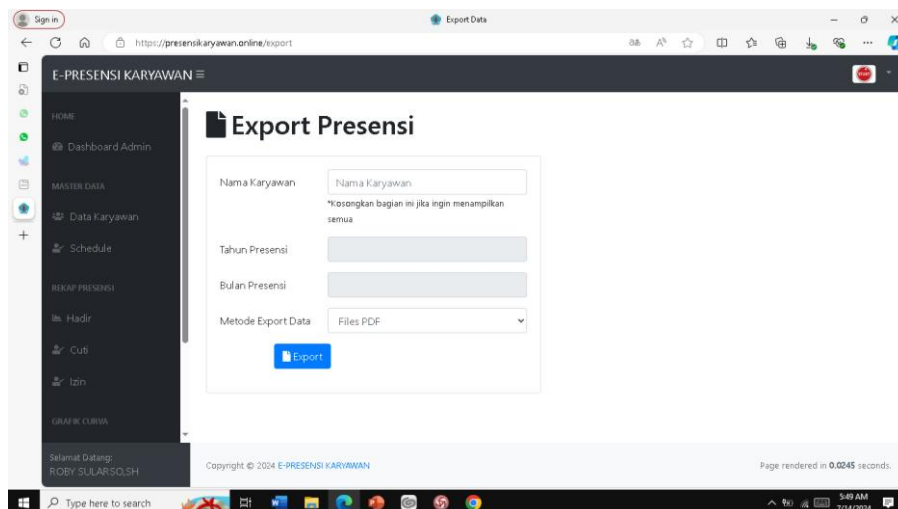 Sign in
Export Data
https://presensikaryawan.online/export
E-PRESENSI KARYAWAN
HOME
Dashboard Admin
MASTER DATA
Data Karyawan
Schedule
REKAP PRESENSI
Hadir
Cuti
Izin
GRAFIK CURVA
Selamat Datang:
ROBY SULARSO,SH
Export Presensi
Nama Karyawan
Nama Karyawan
*Kosongkan bagian ini jika ingin menampilkan
semua
Tahun Presensi
Bulan Presensi
Metode Export Data
Files PDF
Export
Copyright © 2024 E-PRESENSI KARYAWAN
Page rendered in 0.0245 seconds.
Type here to search
5:49 AM
7/14/2024